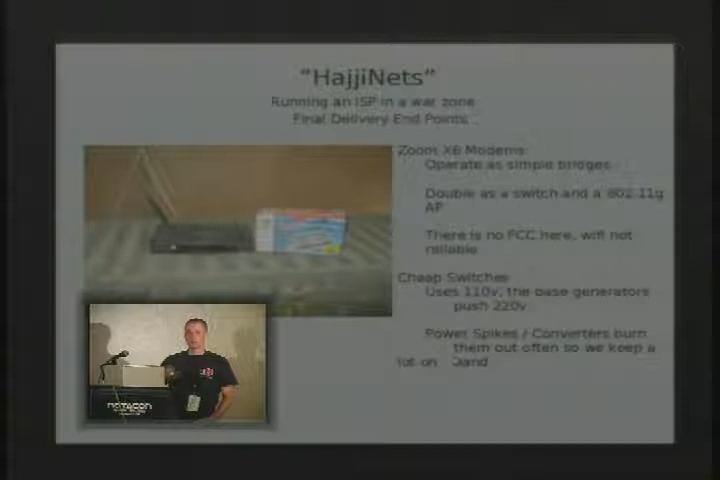 “HajjiNets”
Running an ISP in a war zone
Final Delivery End Points
Zoom X6 Modems
Operate as simple bridges
Double as a switch and a 802.11g
AP
There is no FCC here, wifi not
reliable
Cheap Switches
Uses 110v, the base generators
push 220v
Power Spikes / Converters burn
them out often so we keep a
lot on
NOTACON